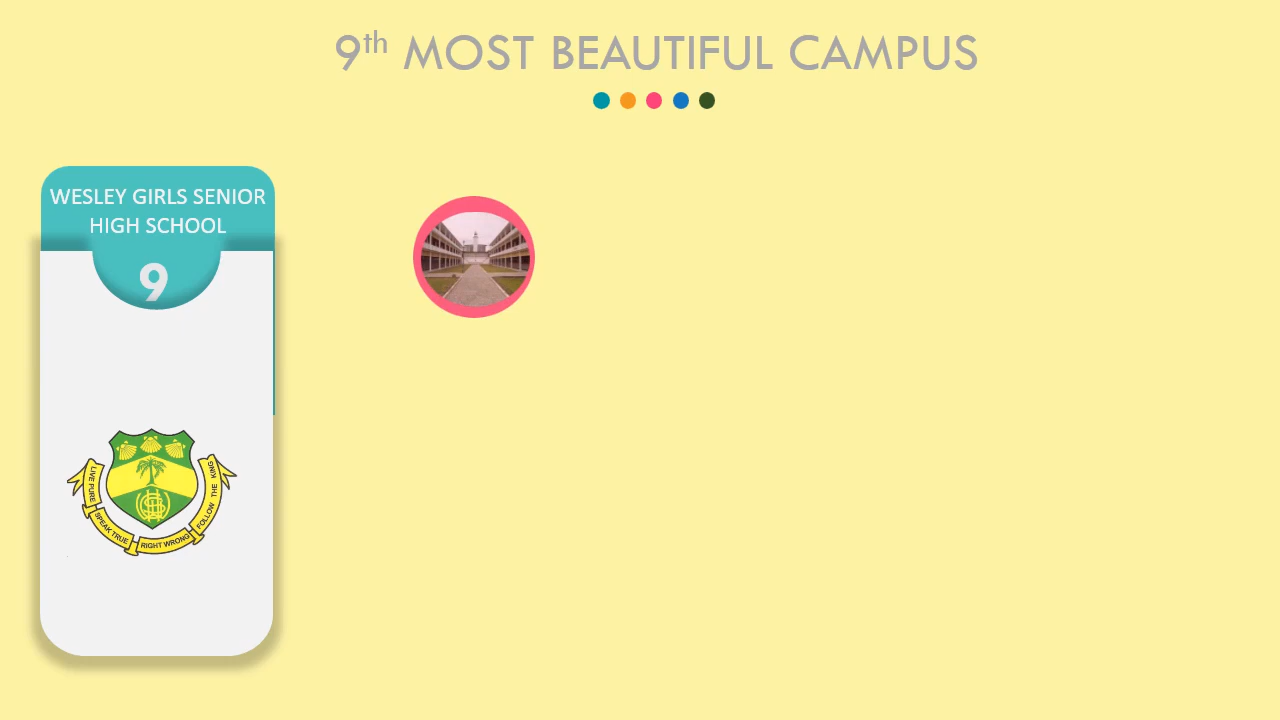 9th MOST BEAUTIFUL CAMPUS
WESLEY GIRLS SENIOR
HIGH SCHOOL
9
LIVE PURE
SPEAK TRUE
RIGHT WRONG
FOLLOW THE KING